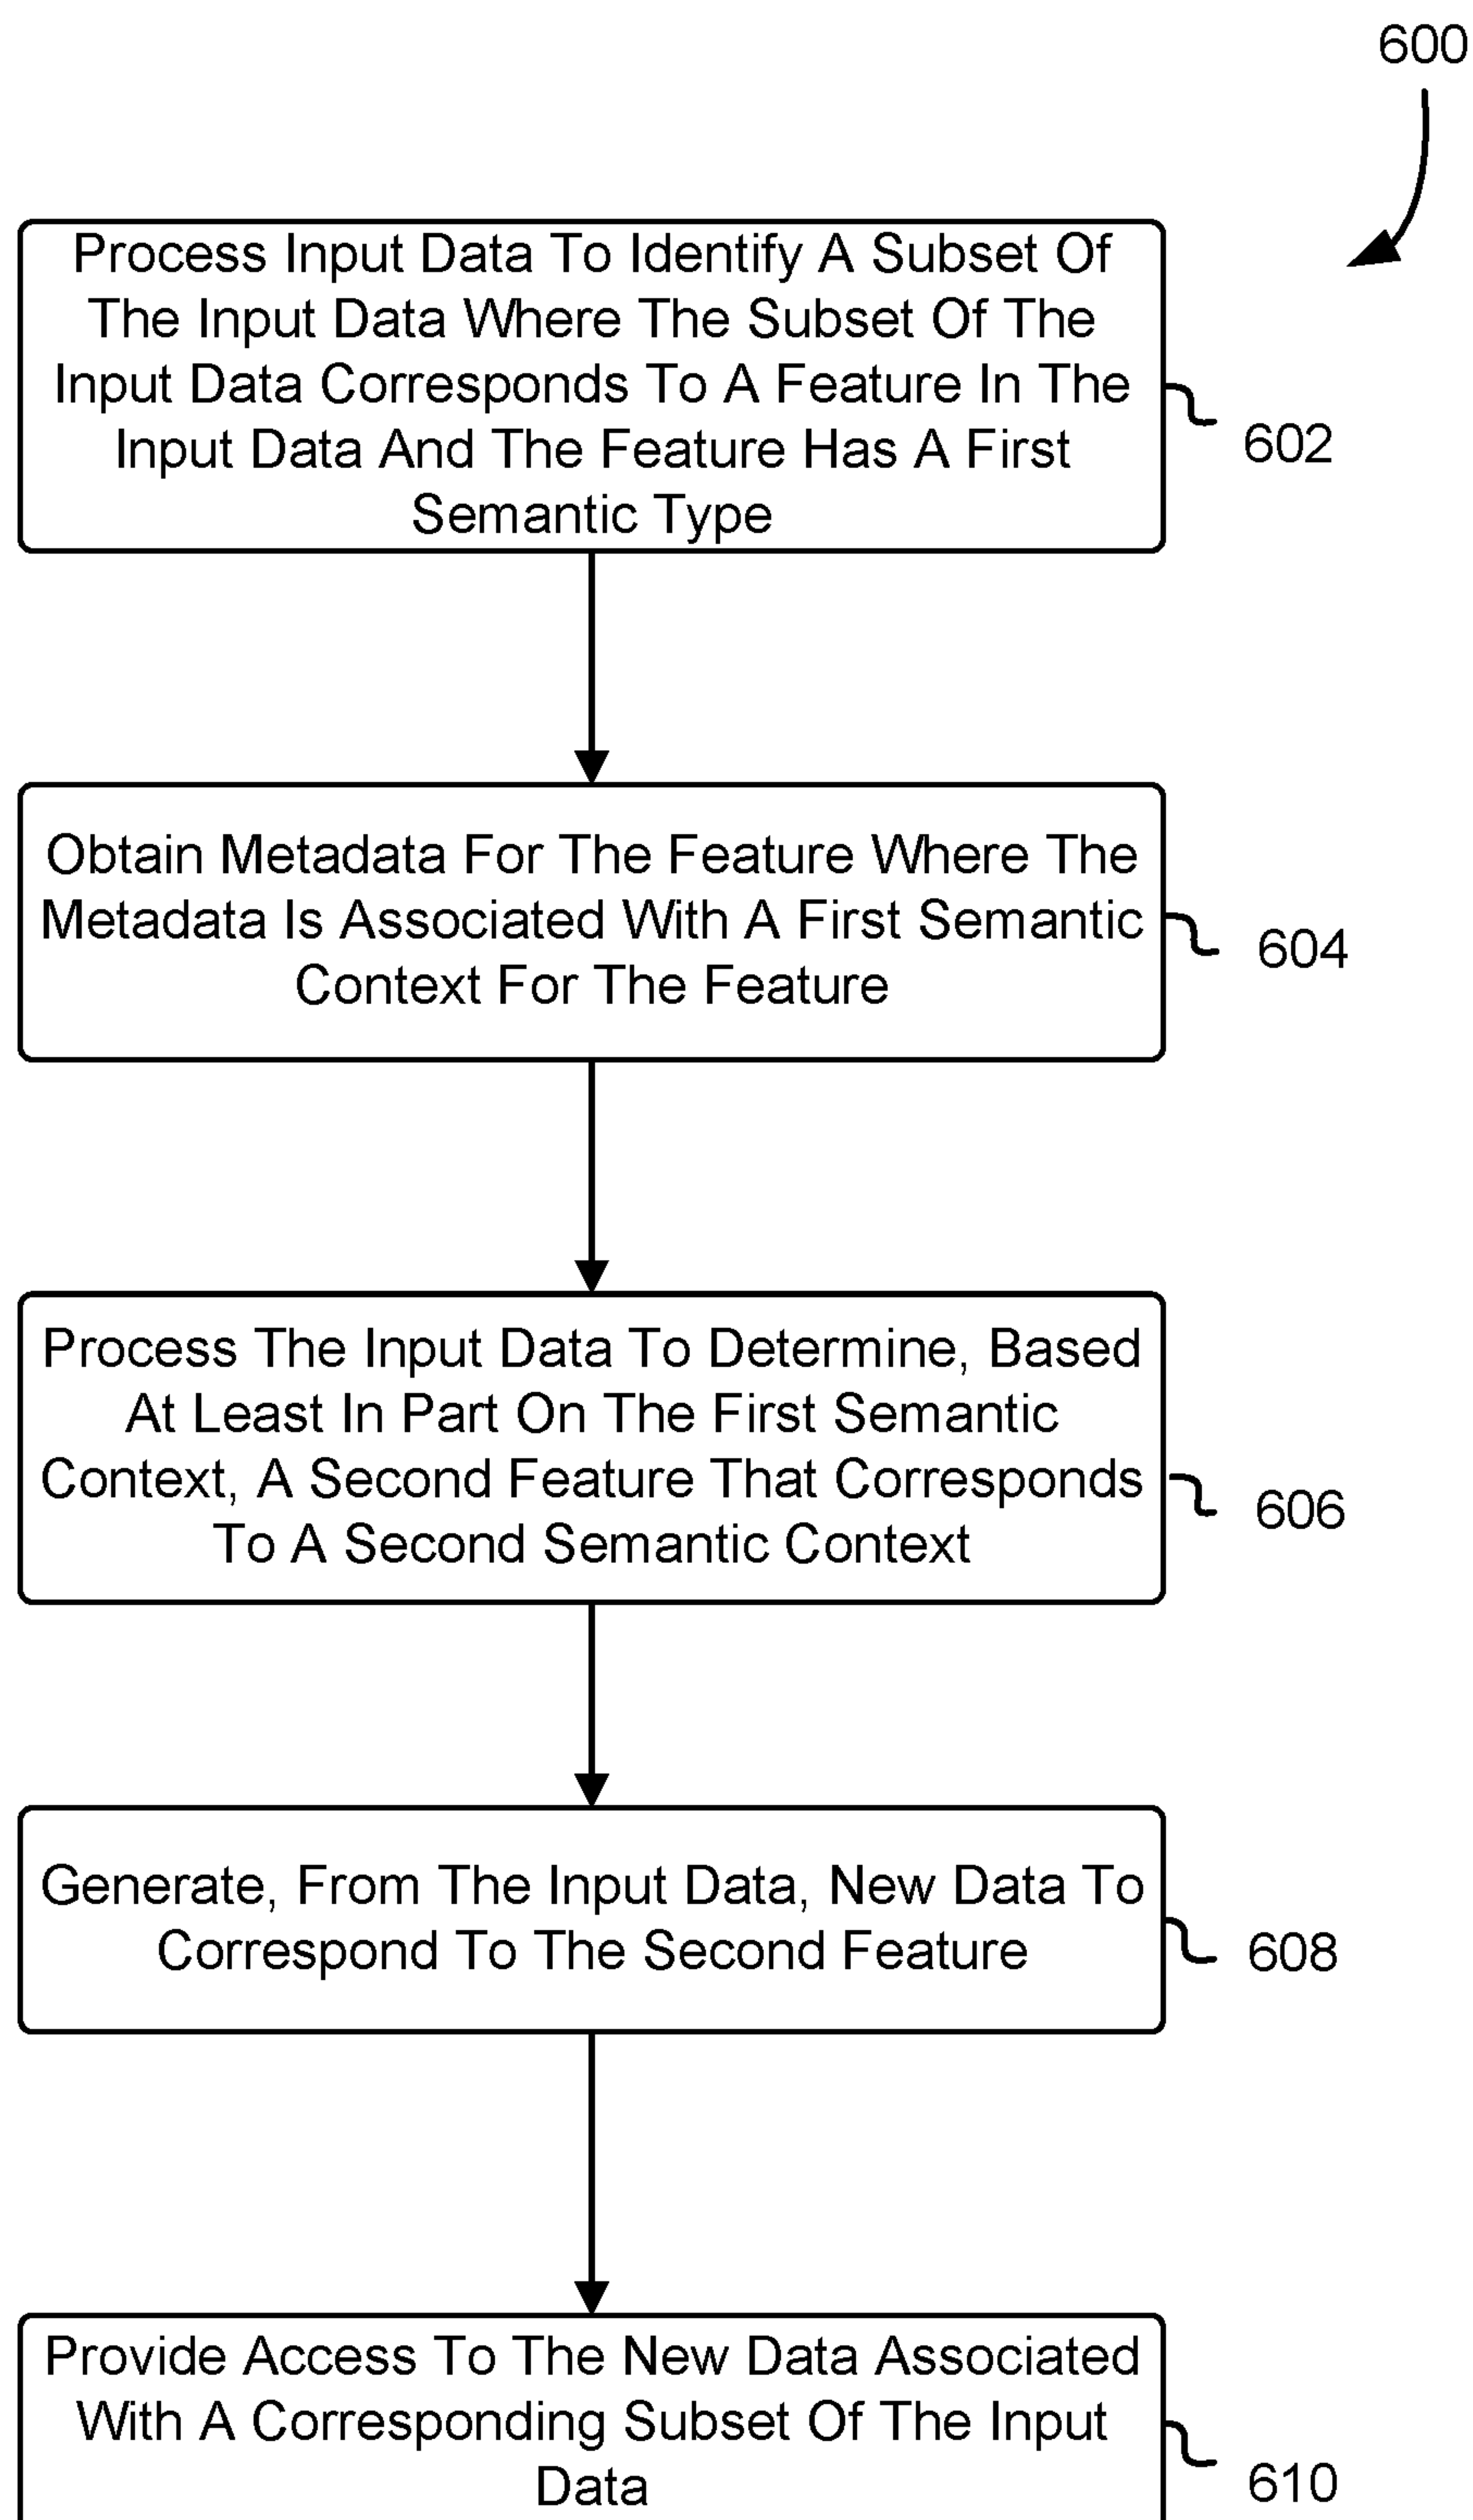 600
Process Input Data To Identify A Subset Of
The Input Data Where The Subset Of The
Input Data Corresponds To A Feature In The
Input Data And The Feature Has A First
Semantic Type
602
Obtain Metadata For The Feature Where The
Metadata Is Associated With A First Semantic
Context For The Feature
604
Process The Input Data To Determine, Based
At Least In Part On The First Semantic
Context, A Second Feature That Corresponds
To A Second Semantic Context
606
Generate, From The Input Data, New Data To
Correspond To The Second Feature
608
Provide Access To The New Data Associated
With A Corresponding Subset Of The Input
Data
610